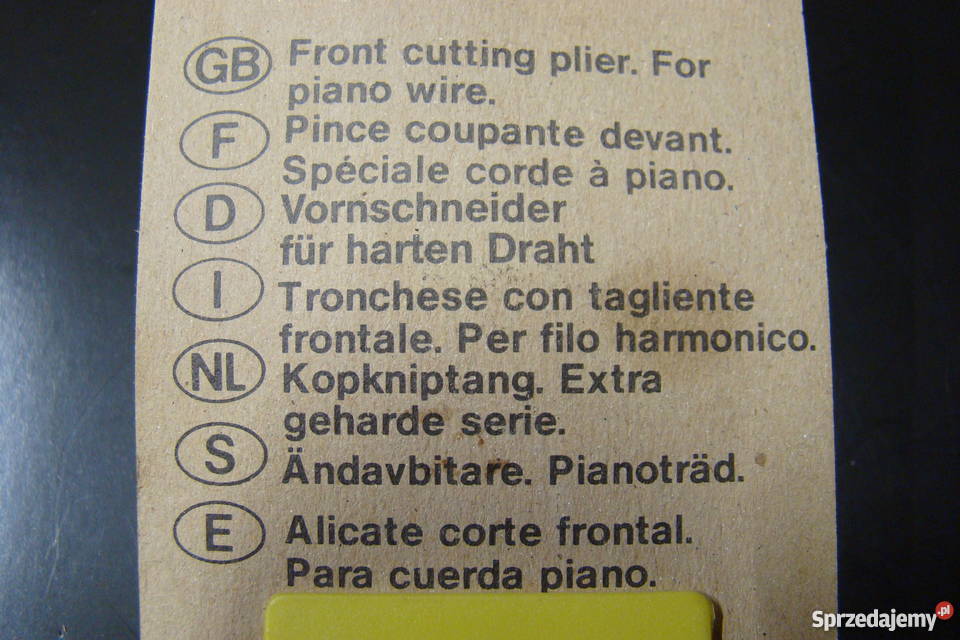 GB Front cutting plier. For
piano wire.
F Pince coupante devant.
Spéciale corde à piano.
D Vornschneider
für harten Draht
I Tronchese con tagliente
frontale. Per filo harmonico.
NL Kopkniptang. Extra
geharde serie.
S Ändavbitare. Pianoträd.
E Alicate corte frontal.
Para cuerda piano.
Sprzedajemy.pl